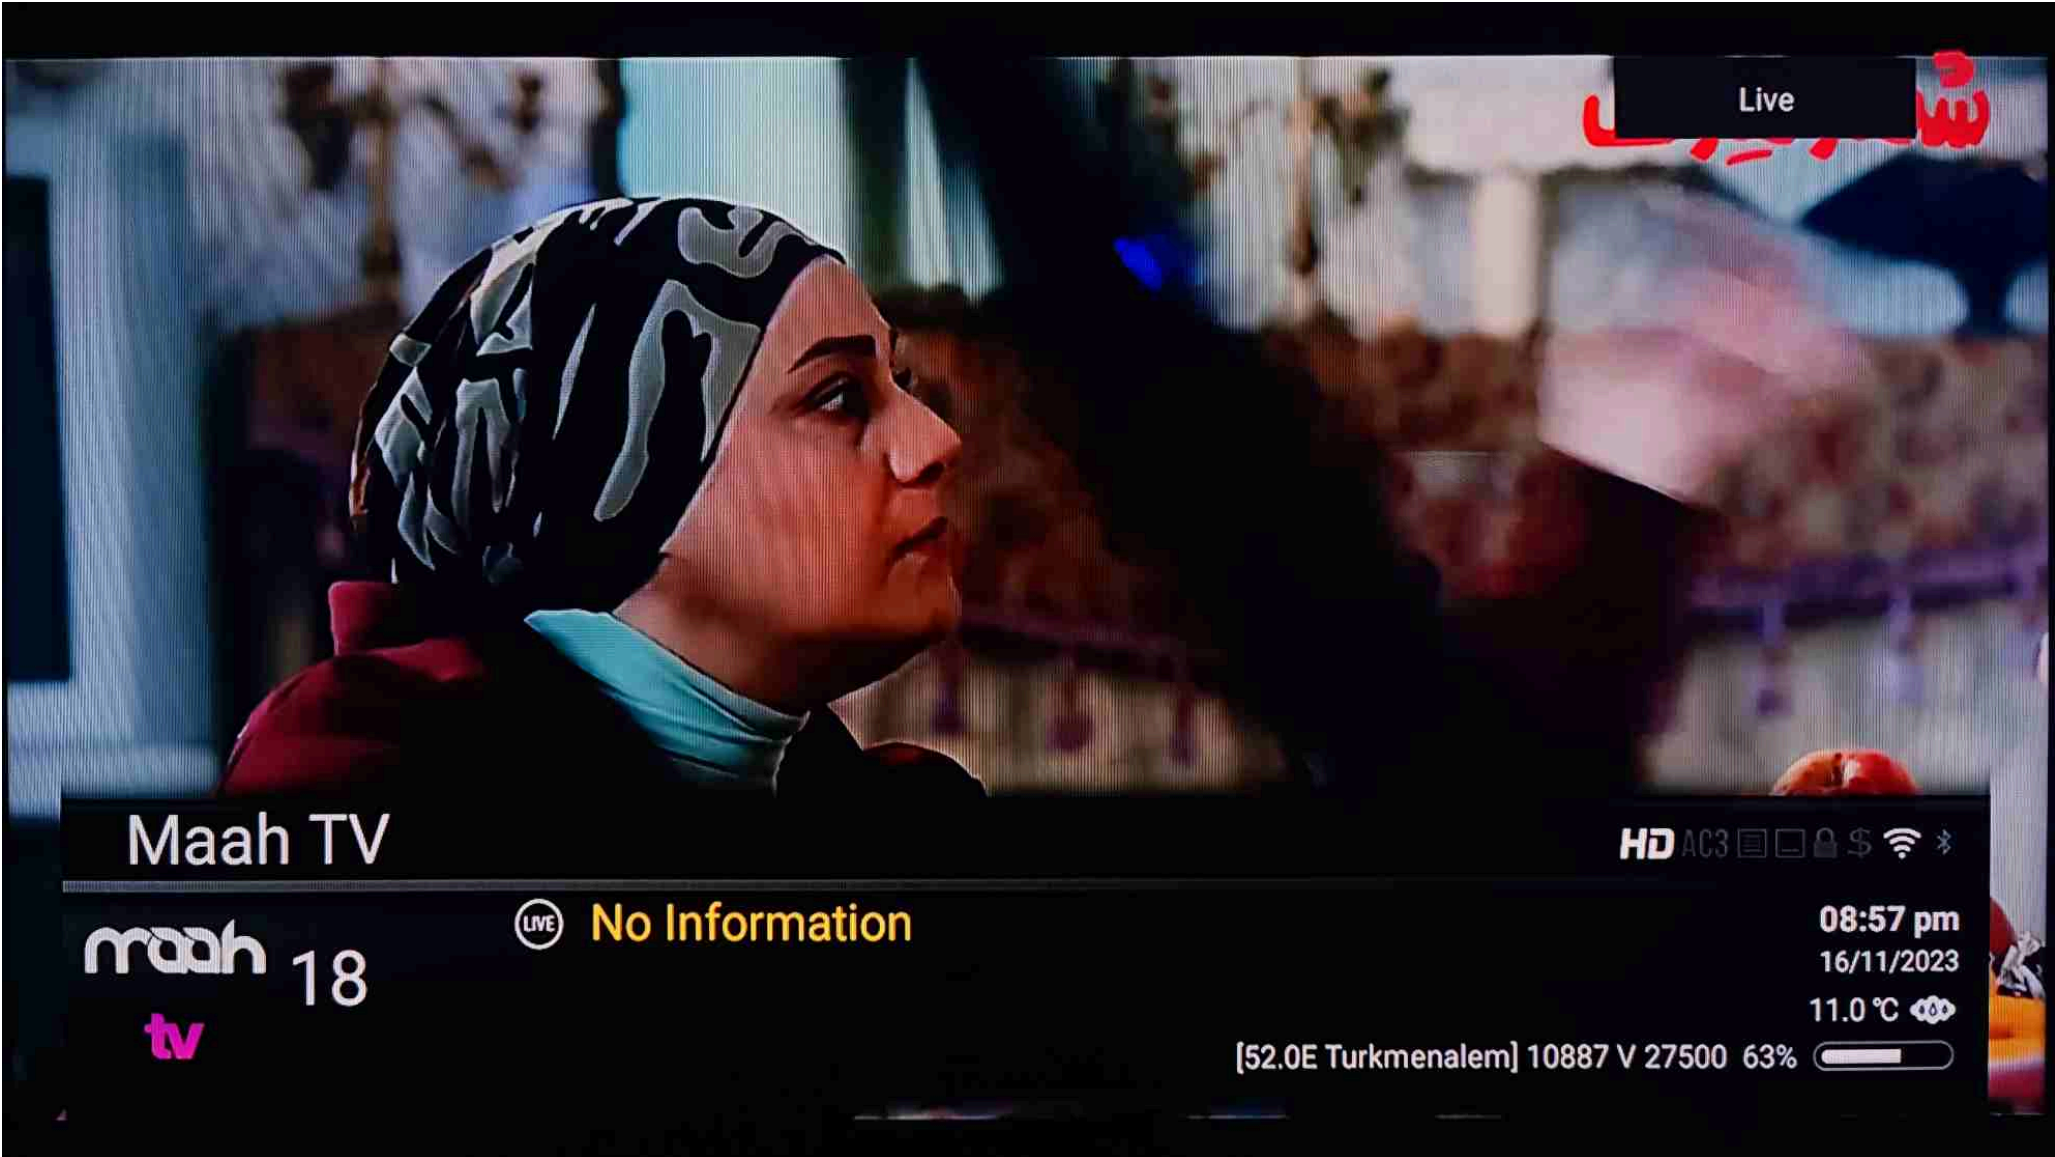 Live
Maah TV
HD AC3 $
maah
tv
18
LIVE No Information
08:57 pm
16/11/2023
11.0 °C
[52.0E Turkmenalem] 10887 V 27500 63%